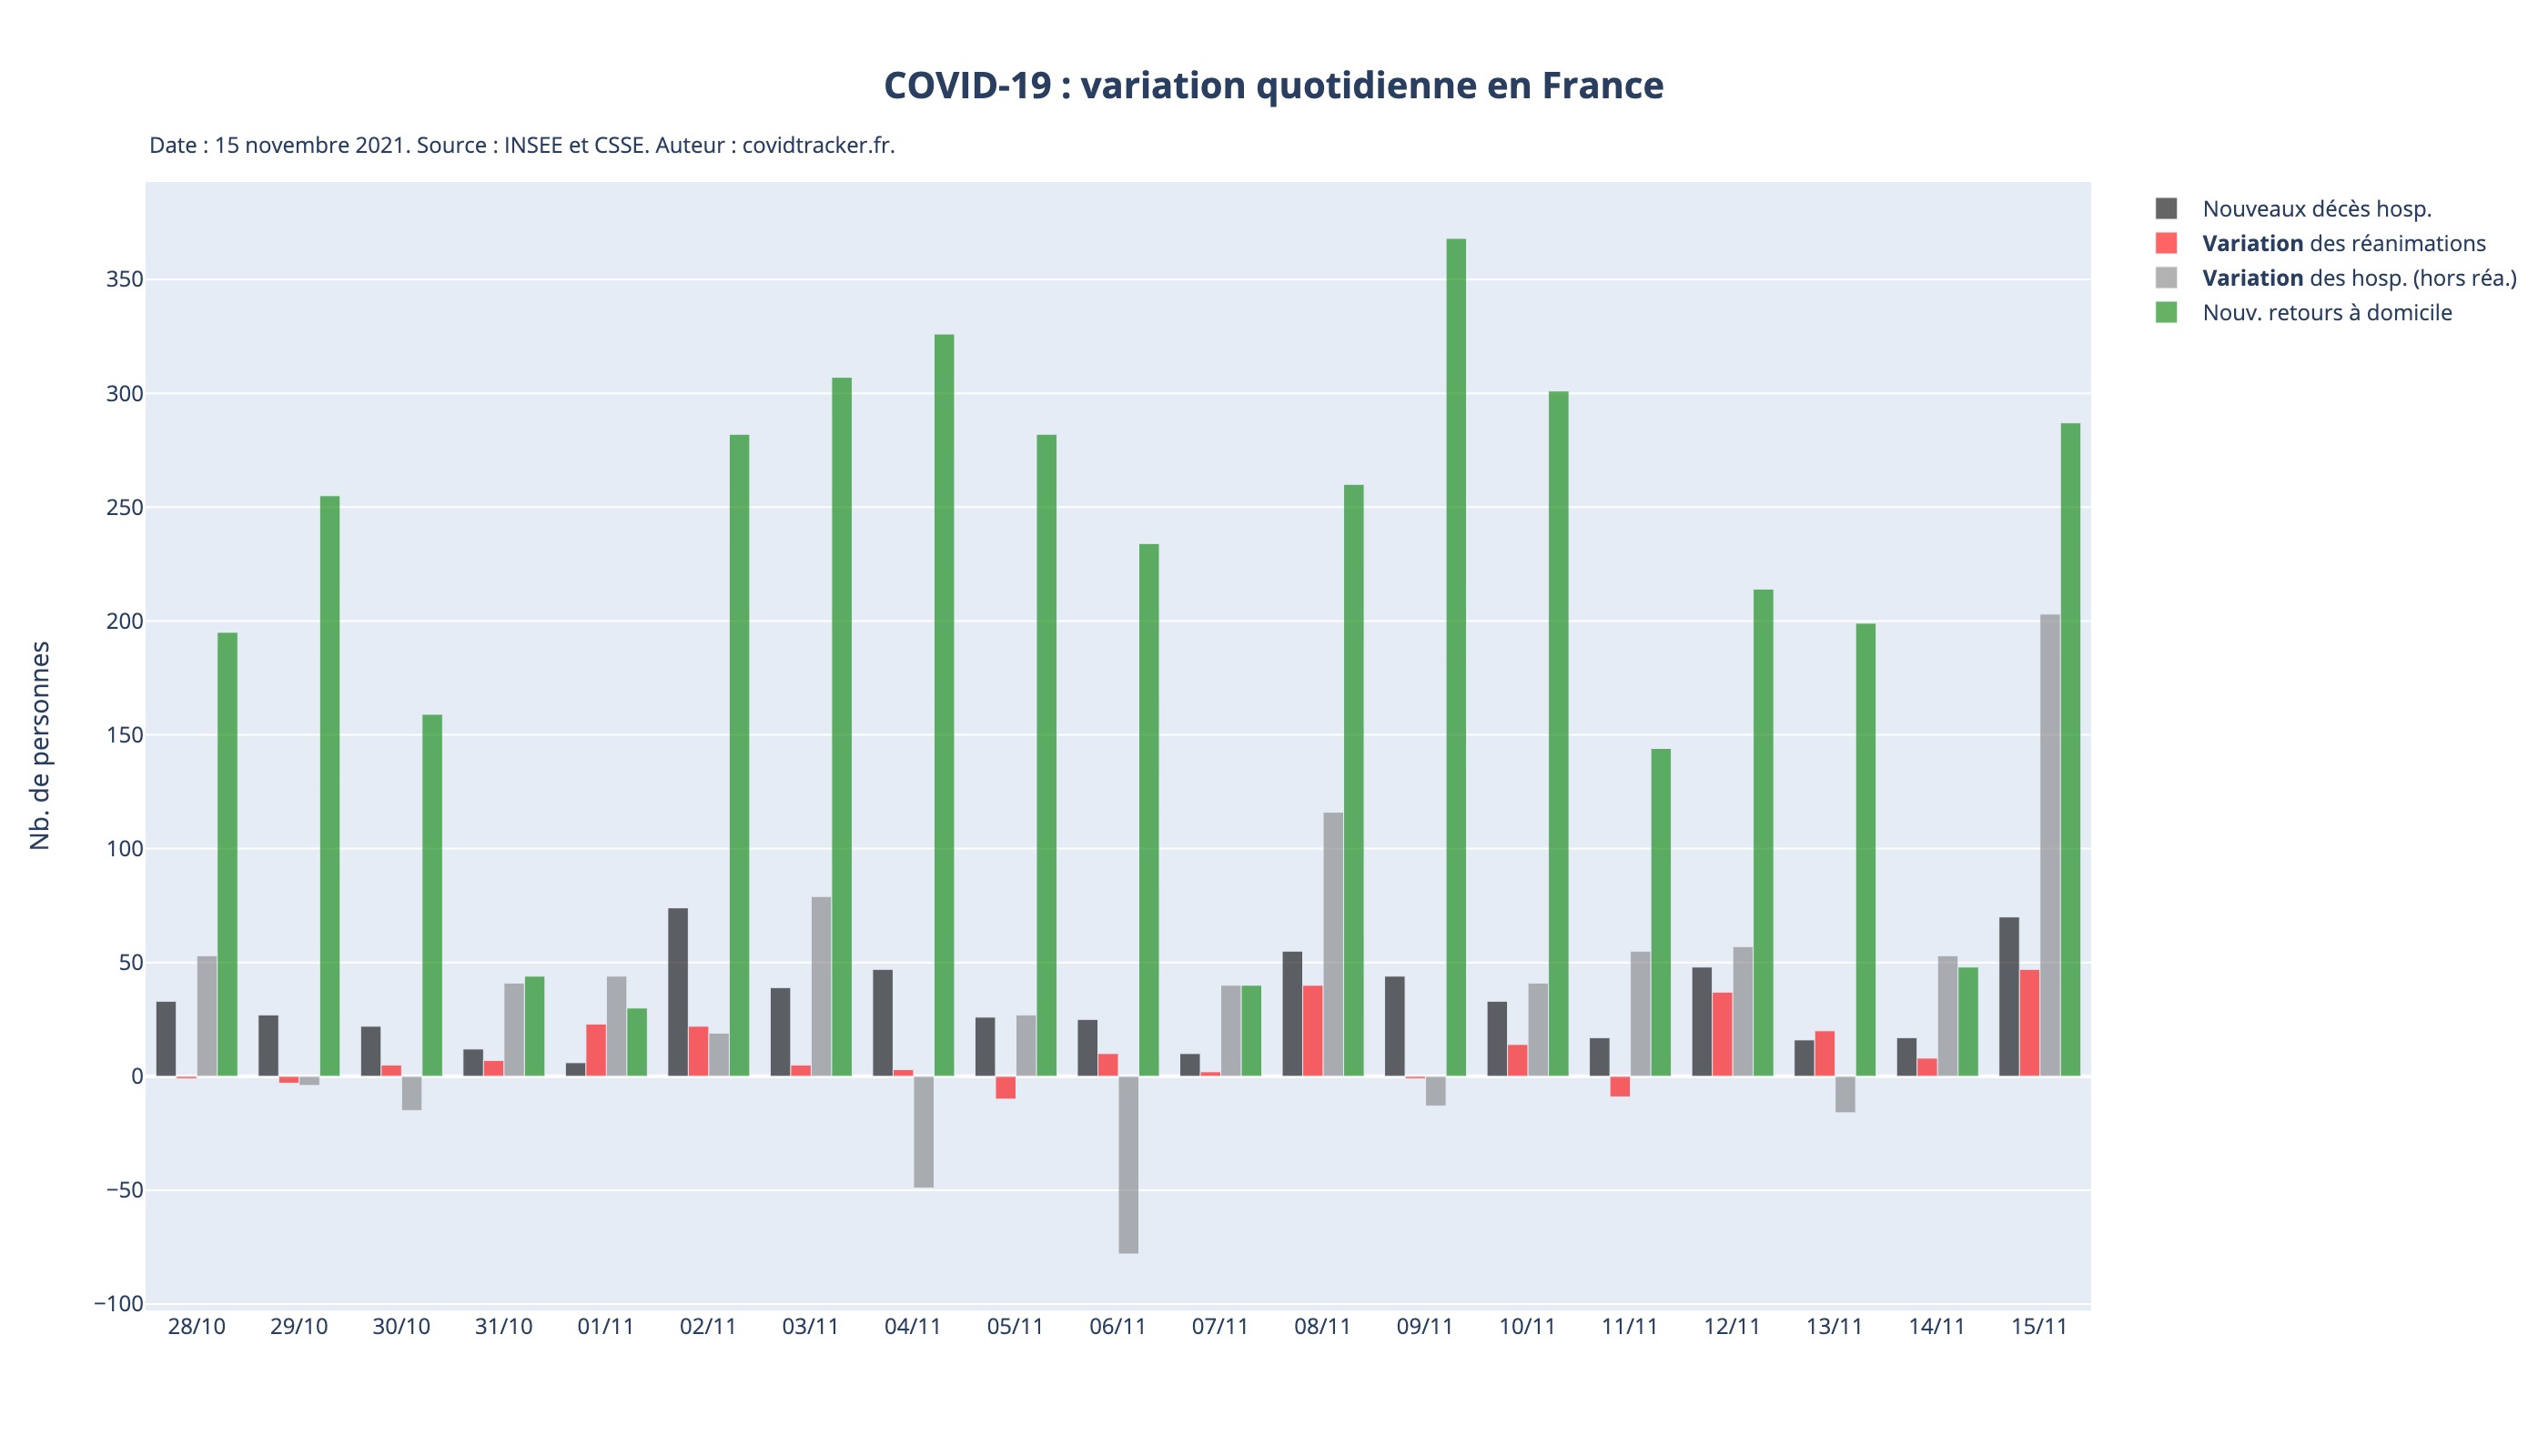 COVID-19 : variation quotidienne en France
Date : 15 novembre 2021. Source : INSEE et CSSE. Auteur : covidtracker.fr.
Nouveaux décès hosp.
Variation des réanimations
Variation des hosp. (hors réa.)
Nouv. retours à domicile
Nb. de personnes
350
300
250
200
150
100
50
0
−50
−100
28/10 29/10 30/10 31/10 01/11 02/11 03/11 04/11 05/11 06/11 07/11 08/11 09/11 10/11 11/11 12/11 13/11 14/11 15/11